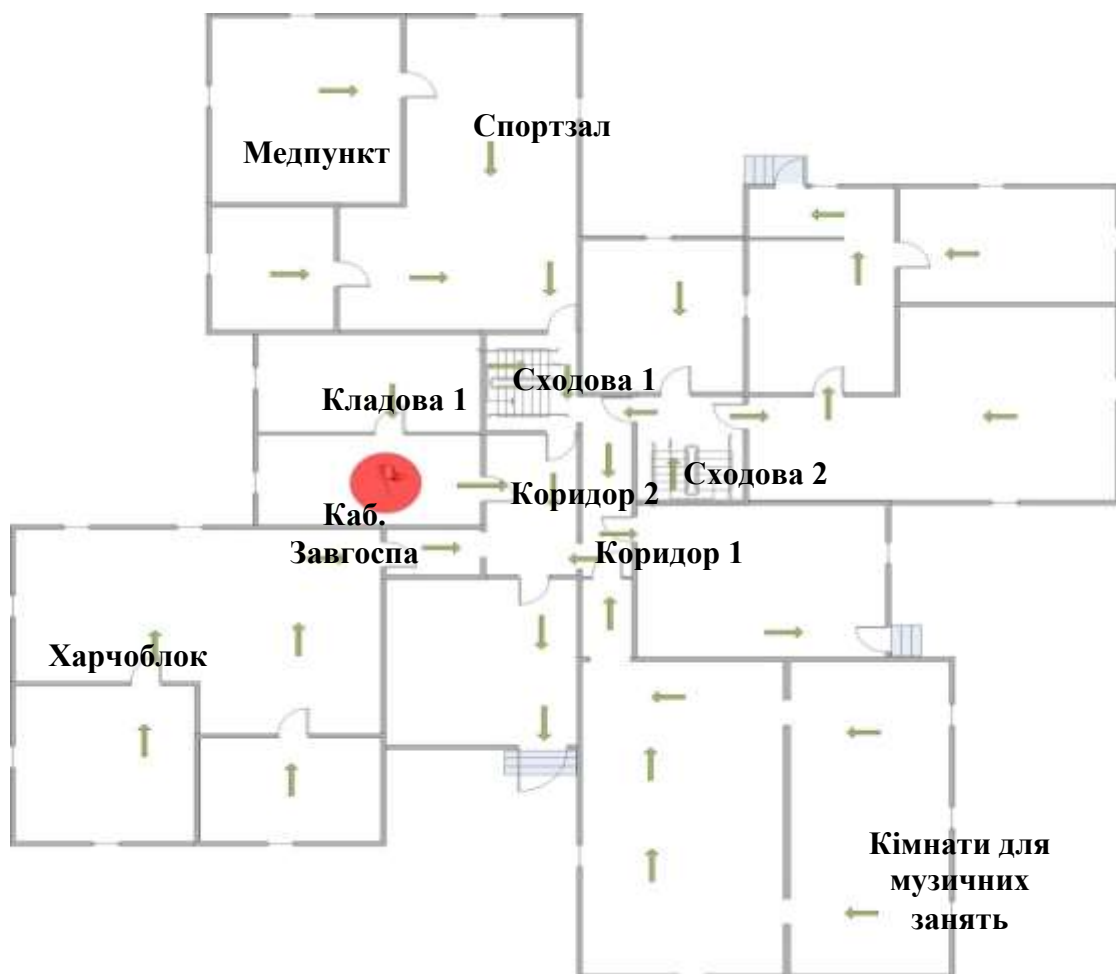 Спортзал
Медпункт
Сходова 1
Кладова 1
Сходова 2
Коридор 2
Каб.
Завгоспа
Коридор 1
Харчоблок
Кімнати для
музичних
занять